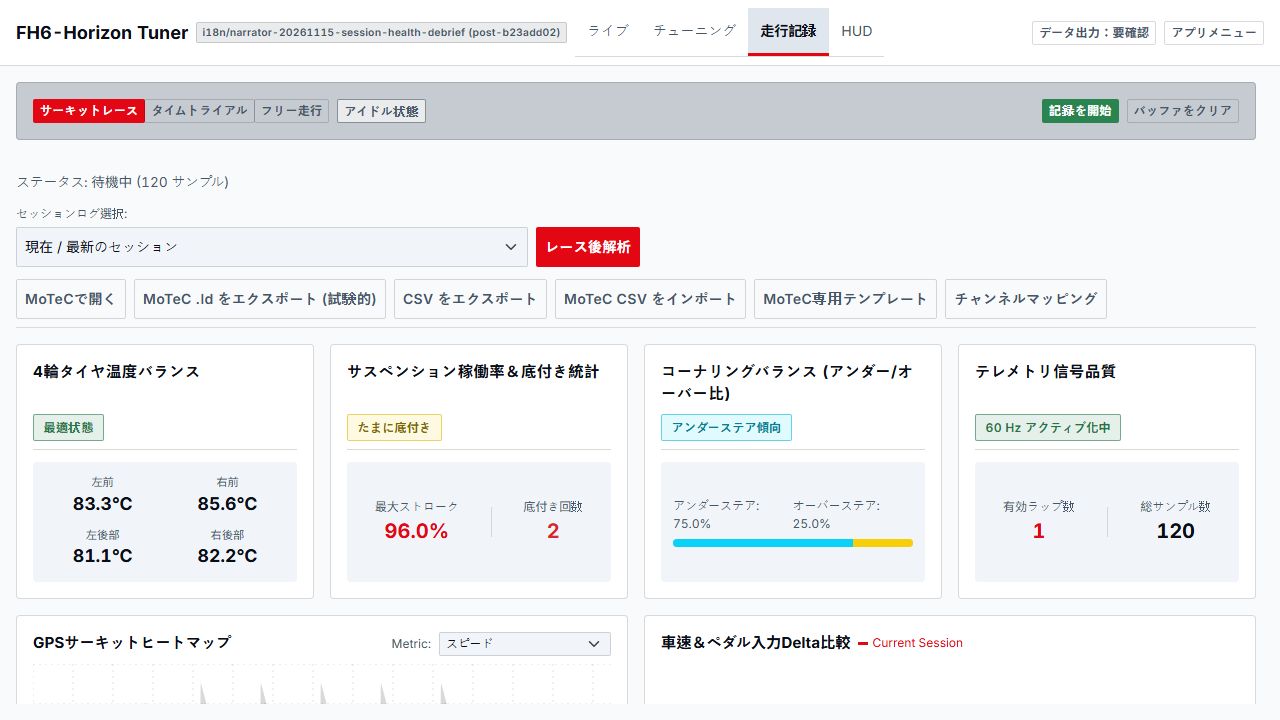 FH6-Horizon Tuner
i18n/narrator-20261115-session-health-debrief (post-b23add02)
ライブ
チューニング
走行記録
HUD
データ出力：要確認
アプリメニュー
サーキットレース
タイムトライアル
フリー走行
アイドル状態
記録を開始
バッファをクリア
ステータス: 待機中 (120 サンプル)
セッションログ選択:
現在 / 最新のセッション
レース後解析
MoTeCで開く
MoTeC .ld をエクスポート (試験的)
CSV をエクスポート
MoTeC CSV をインポート
MoTeC専用テンプレート
チャンネルマッピング
4輪タイヤ温度バランス
最適状態
左前
83.3°C
右前
85.6°C
左後部
81.1°C
右後部
82.2°C
サスペンション稼働率＆底付き統計
たまに底付き
最大ストローク
96.0%
底付き回数
2
コーナリングバランス (アンダー/オ
ーバー比)
アンダーステア傾向
アンダーステア:
75.0%
オーバーステア:
25.0%
テレメトリ信号品質
60 Hz アクティブ化中
有効ラップ数
1
総サンプル数
120
GPSサーキットヒートマップ
Metric:
スピード
車速＆ペダル入力Delta比較
Current Session